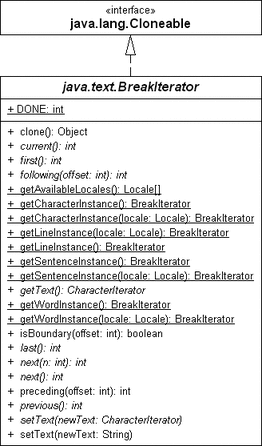 «interface»
java.lang.Cloneable
java.text.BreakIterator
+ DONE: int
+ clone(): Object
+ current(): int
+ first(): int
+ following(offset: int): int
+ getAvailableLocales(): Locale[]
+ getCharacterInstance(): BreakIterator
+ getCharacterInstance(locale: Locale): BreakIterator
+ getLineInstance(locale: Locale): BreakIterator
+ getLineInstance(): BreakIterator
+ getSentenceInstance(): BreakIterator
+ getSentenceInstance(locale: Locale): BreakIterator
+ getText(): CharacterIterator
+ getWordInstance(): BreakIterator
+ getWordInstance(locale: Locale): BreakIterator
+ isBoundary(offset: int): boolean
+ last(): int
+ next(n: int): int
+ next(): int
+ preceding(offset: int): int
+ previous(): int
+ setText(newText: CharacterIterator)
+ setText(newText: String)